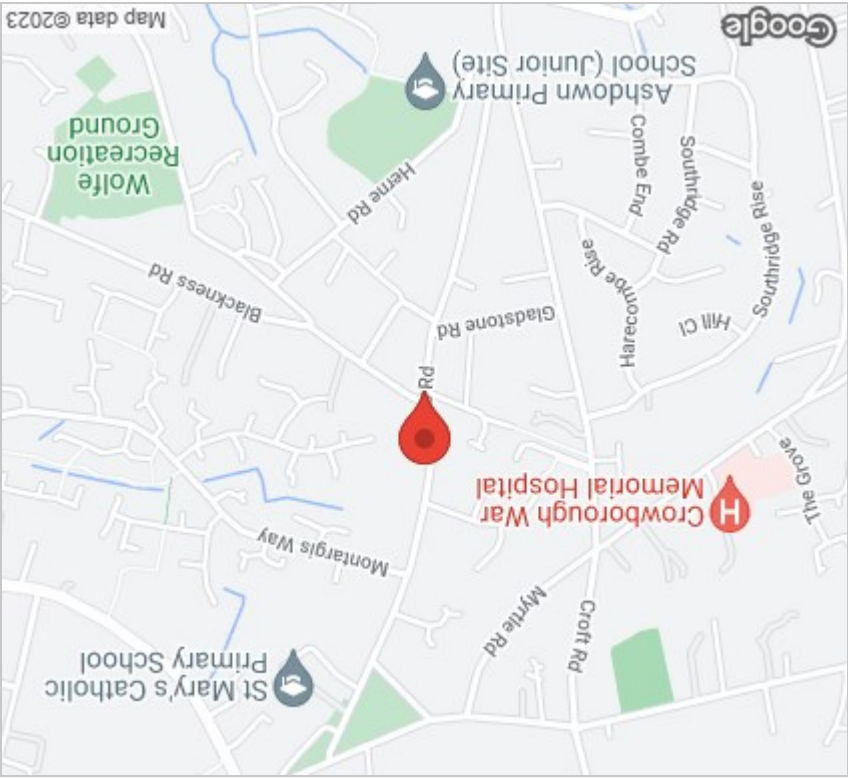 St Mary's Catholic
Primary School
Croft Rd
Myrtle Rd
Montargis Way
Crowborough War
Memorial Hospital
H
The Grove
Rd
Hill Cl
Gladstone Rd
Harecombe Rise
Blackness Rd
Southridge Rise
Southridge Rd
Combe End
Herne Rd
Wolfe
Recreation
Ground
Ashdown Primary
School (Junior Site)
Google
Map data ©2023